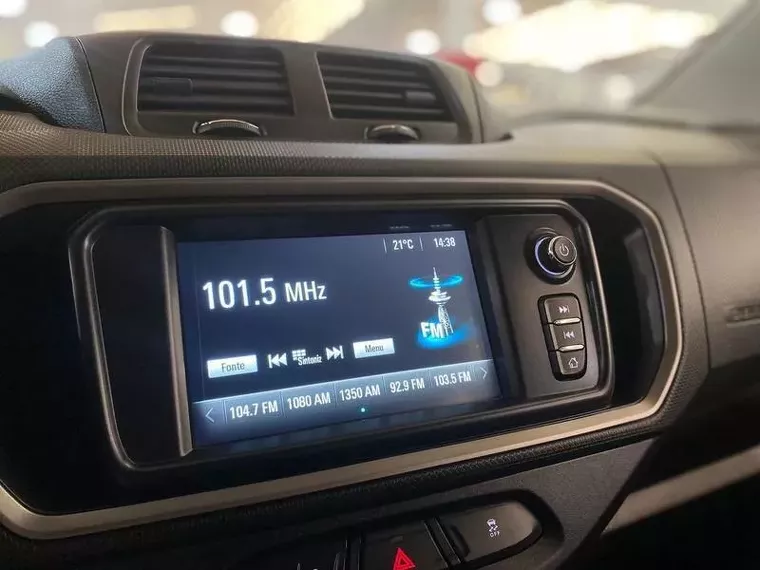 21°C 14:38
101.5 MHz
FM
Fonte Sintoniz Menu
104.7 FM 1080 AM 1350 AM 92.9 FM 103.5 FM
OFF